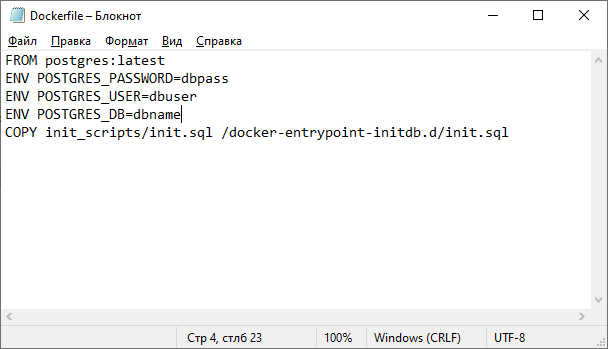 Dockerfile – Блокнот
Файл Правка Формат Вид Справка
FROM postgres:latest
ENV POSTGRES_PASSWORD=dbpass
ENV POSTGRES_USER=dbuser
ENV POSTGRES_DB=dbname
COPY init_scripts/init.sql /docker-entrypoint-initdb.d/init.sql
Стр 4, стлб 23 100% Windows (CRLF) UTF-8